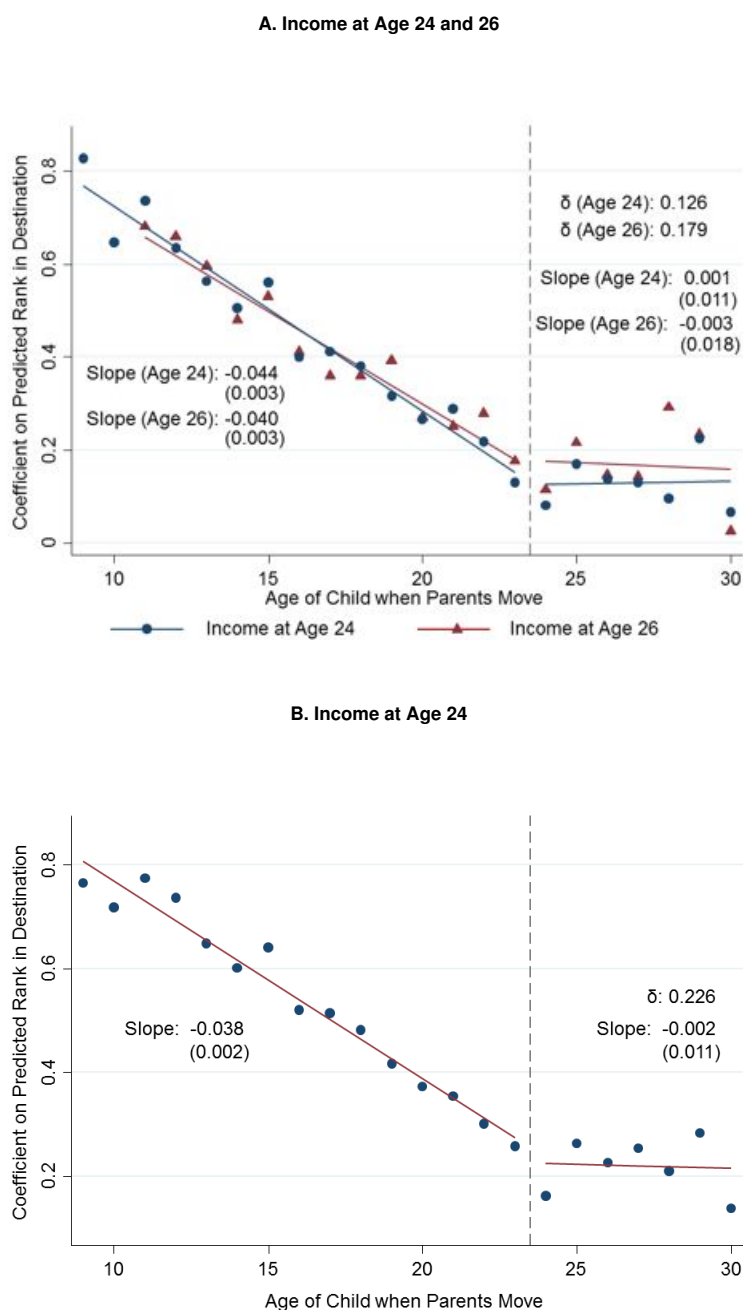 A. Income at Age 24 and 26
Coefficient on Predicted Rank in Destination
0.8
0.6
0.4
0.2
0
δ (Age 24): 0.126
δ (Age 26): 0.179
Slope (Age 24): 0.001
(0.011)
Slope (Age 26): -0.003
(0.018)
Slope (Age 24): -0.044
(0.003)
Slope (Age 26): -0.040
(0.003)
10 15 20 25 30
Age of Child when Parents Move
Income at Age 24 Income at Age 26
B. Income at Age 24
Coefficient on Predicted Rank in Destination
0.8
0.6
0.4
0.2
δ: 0.226
Slope: -0.038
(0.002)
Slope: -0.002
(0.011)
10 15 20 25 30
Age of Child when Parents Move